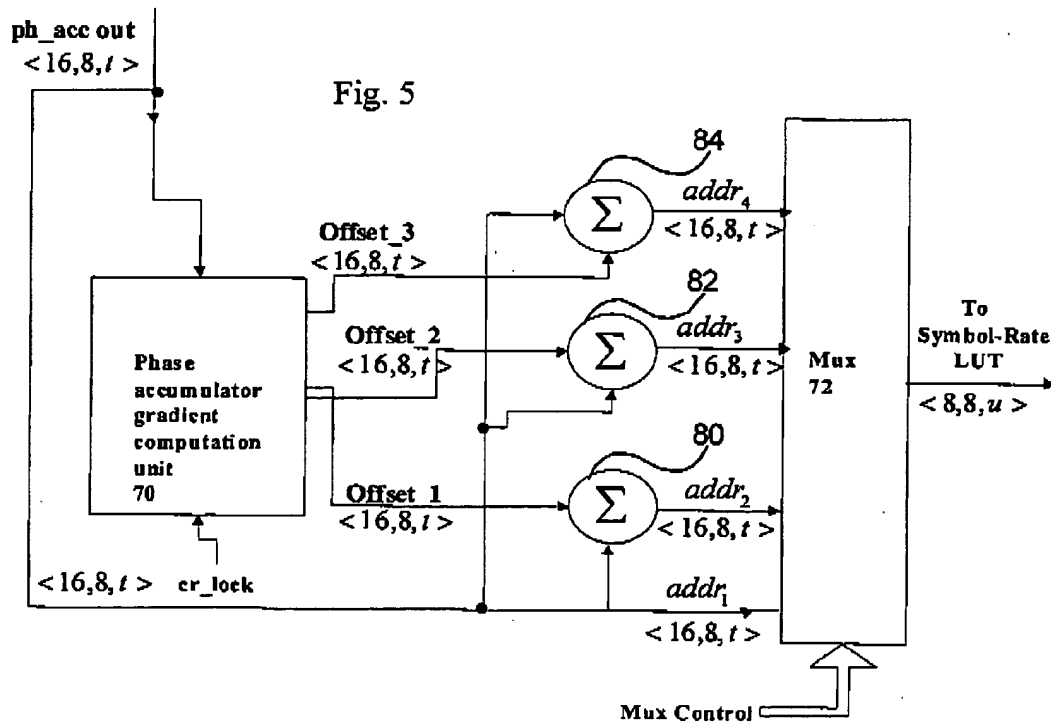 ph_acc out
< 16,8, t >
Fig. 5
84
Σ
addr4
< 16,8, t >
Offset_3
< 16,8, t >
82
Σ
addr3
< 16,8, t >
Offset_2
< 16,8, t >
Phase
accumulator
gradient
computation
unit
70
Mux
72
To
Symbol-Rate
LUT
< 8,8, u >
80
Σ
addr2
< 16,8, t >
Offset_1
< 16,8, t >
< 16,8, t >
cr_lock
addr1
< 16,8, t >
Mux Control